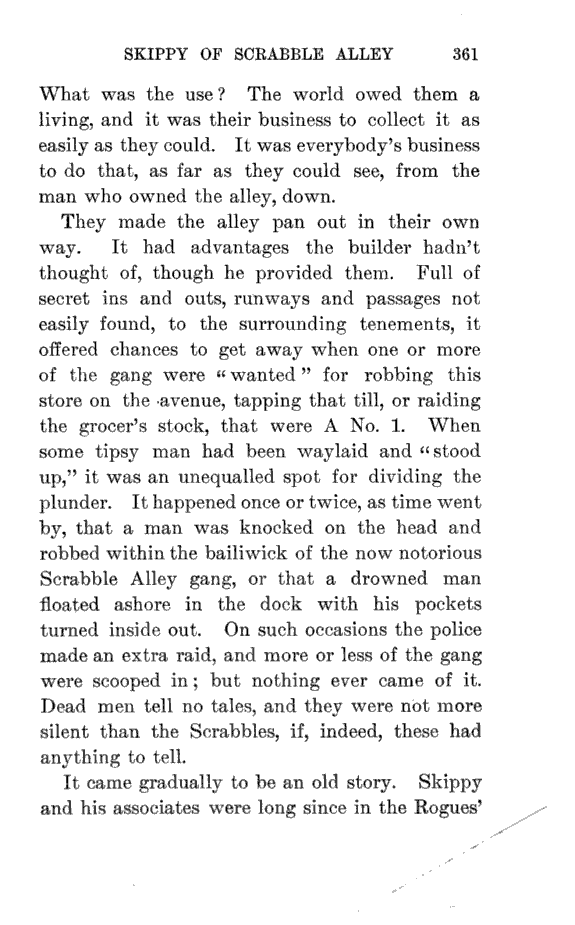 SKIPPY OF SCRABBLE ALLEY 361
What was the use? The world owed them a
living, and it was their business to collect it as
easily as they could. It was everybody's business
to do that, as far as they could see, from the
man who owned the alley, down.
They made the alley pan out in their own
way. It had advantages the builder hadn't
thought of, though he provided them. Full of
secret ins and outs, runways and passages not
easily found, to the surrounding tenements, it
offered chances to get away when one or more
of the gang were "wanted" for robbing this
store on the avenue, tapping that till, or raiding
the grocer's stock, that were A No. 1. When
some tipsy man had been waylaid and "stood
up," it was an unequalled spot for dividing the
plunder. It happened once or twice, as time went
by, that a man was knocked on the head and
robbed within the bailiwick of the now notorious
Scrabble Alley gang, or that a drowned man
floated ashore in the dock with his pockets
turned inside out. On such occasions the police
made an extra raid, and more or less of the gang
were scooped in; but nothing ever came of it.
Dead men tell no tales, and they were not more
silent than the Scrabbles, if, indeed, these had
anything to tell.
It came gradually to be an old story. Skippy
and his associates were long since in the Rogues'